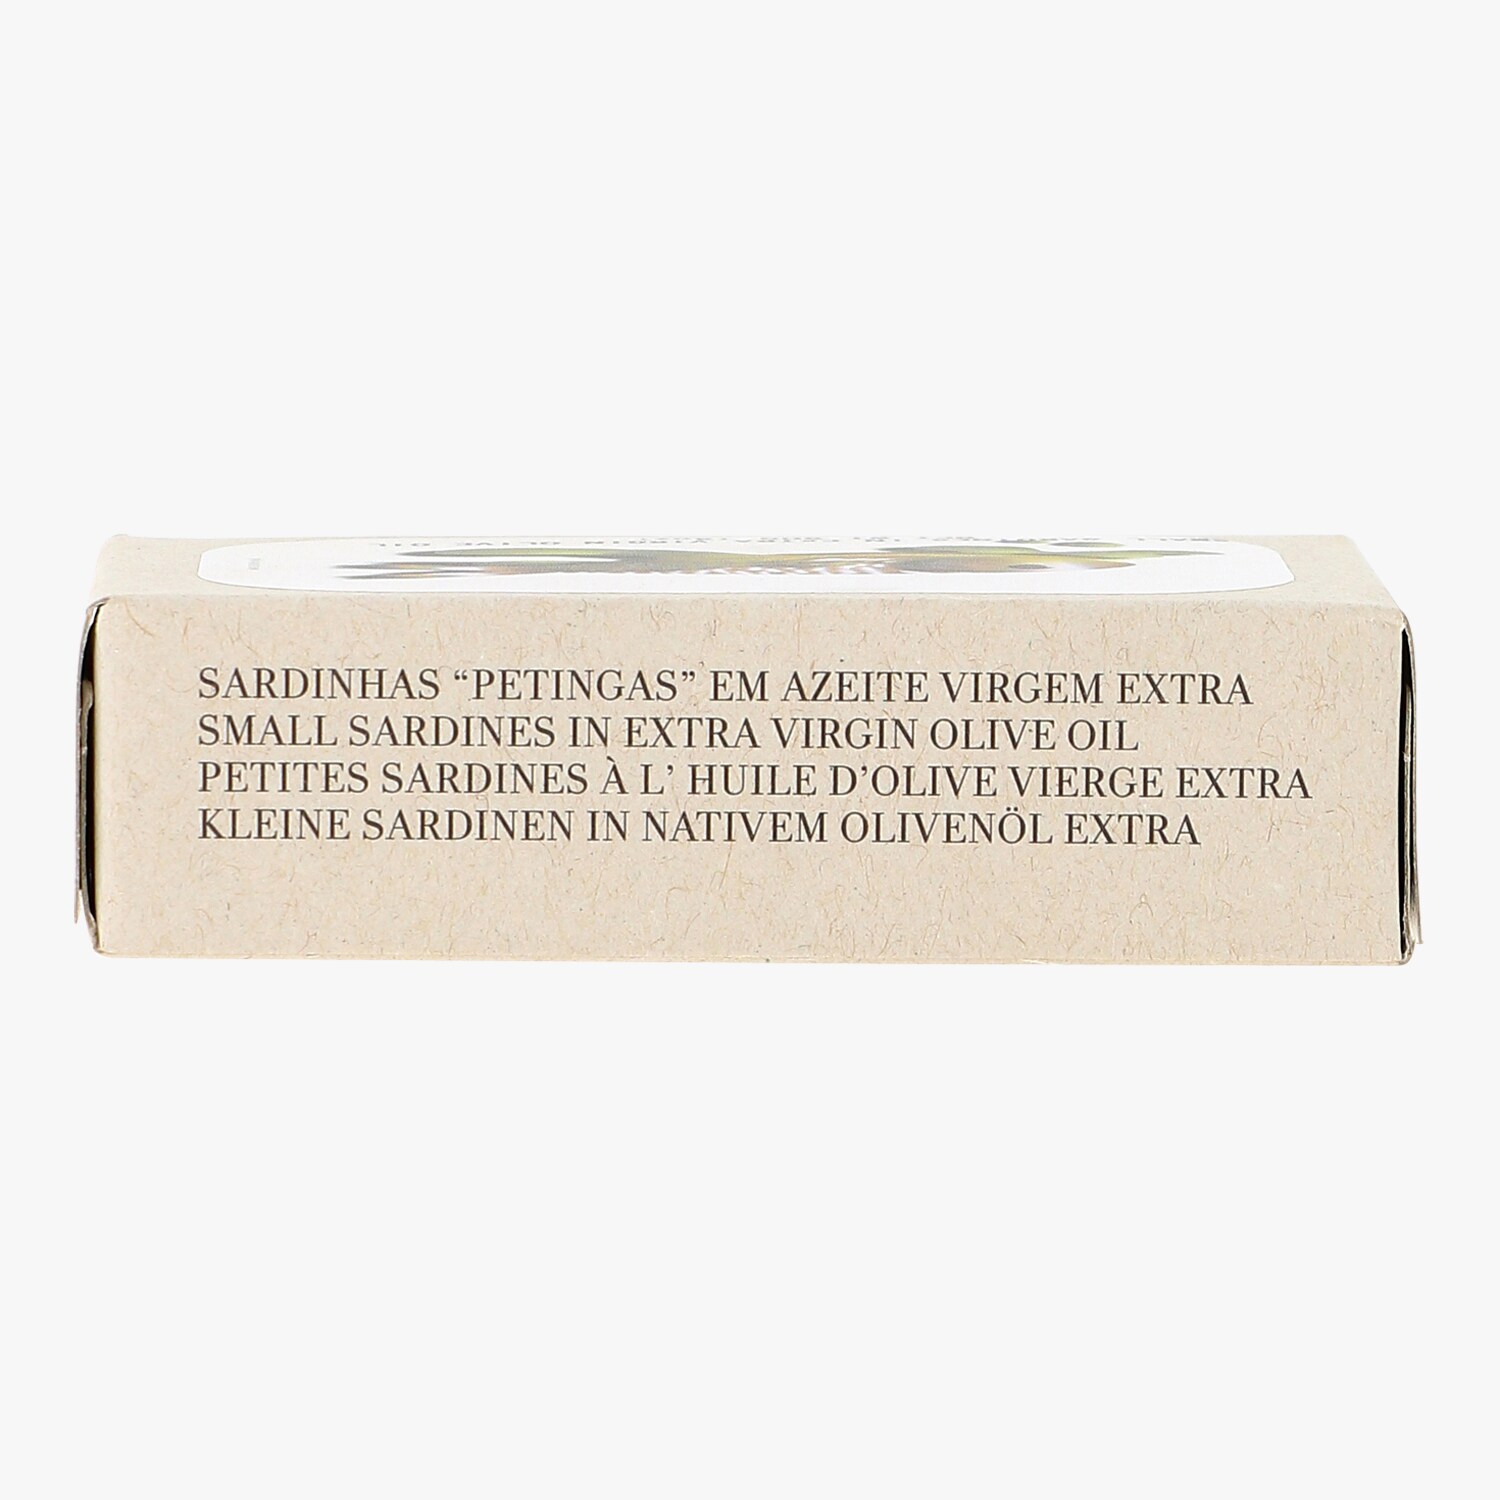 SARDINHAS “PETINGAS” EM AZEITE VIRGEM EXTRA
SMALL SARDINES IN EXTRA VIRGIN OLIVE OIL
PETITES SARDINES À L’ HUILE D’OLIVE VIERGE EXTRA
KLEINE SARDINEN IN NATIVEM OLIVENÖL EXTRA